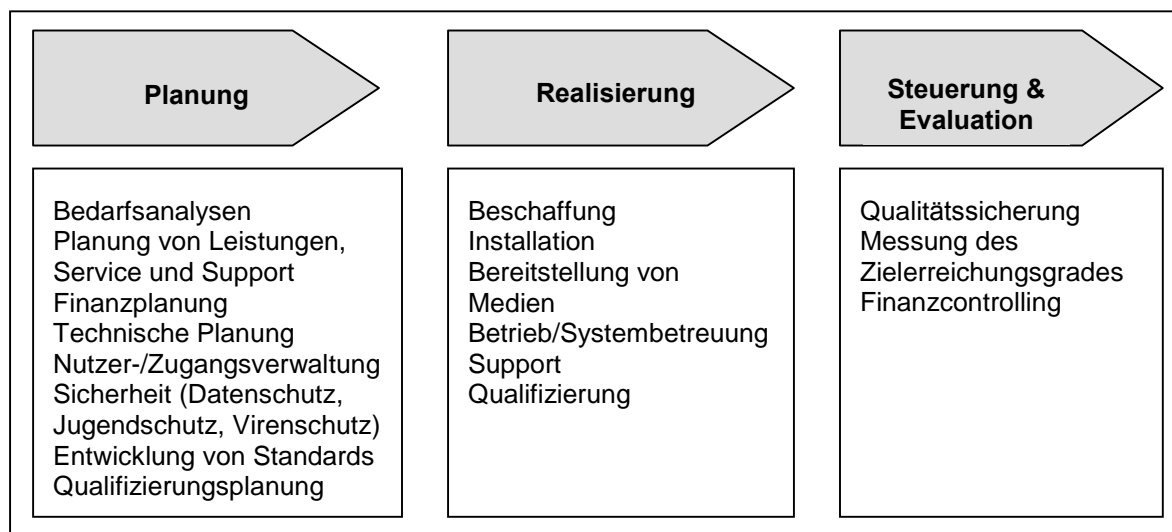 Planung
Bedarfsanalysen
Planung von Leistungen,
Service und Support
Finanzplanung
Technische Planung
Nutzer-/Zugangsverwaltung
Sicherheit (Datenschutz,
Jugendschutz, Virenschutz)
Entwicklung von Standards
Qualifizierungsplanung
Realisierung
Beschaffung
Installation
Bereitstellung von
Medien
Betrieb/Systembetreuung
Support
Qualifizierung
Steuerung &
Evaluation
Qualitätssicherung
Messung des
Zielerreichungsgrades
Finanzcontrolling